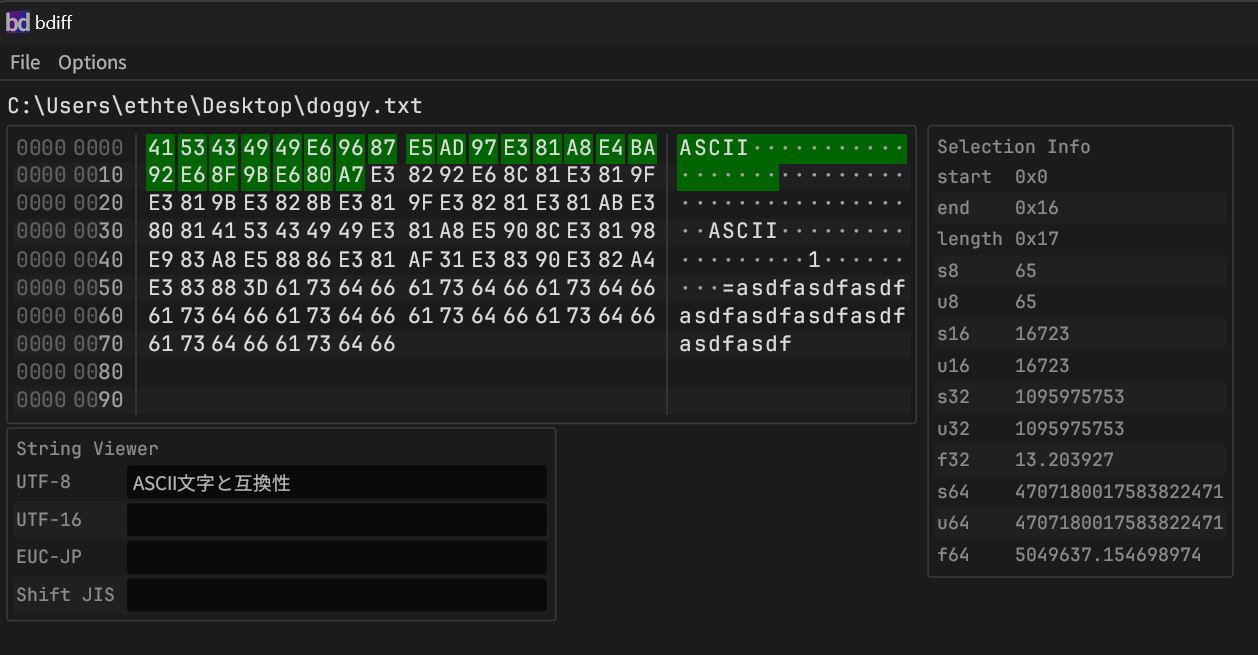 bd bdiff
File Options
C:\Users\ethte\Desktop\doggy.txt
0000 0000 41 53 43 49 49 E6 96 87 E5 AD 97 E3 81 A8 E4 BA ASCII···········
0000 0010 92 E6 8F 9B E6 80 A7 E3 82 92 E6 8C 81 E3 81 9F ················
0000 0020 E3 81 9B E3 82 8B E3 81 9F E3 82 81 E3 81 AB E3 ················
0000 0030 80 81 41 53 43 49 49 E3 81 A8 E5 90 8C E3 81 98 ··ASCII·········
0000 0040 E9 83 A8 E5 88 86 E3 81 AF 31 E3 83 90 E3 82 A4 ·········1······
0000 0050 E3 83 88 3D 61 73 64 66 61 73 64 66 61 73 64 66 ···=asdfasdfasdf
0000 0060 61 73 64 66 61 73 64 66 61 73 64 66 61 73 64 66 asdfasdfasdfasdf
0000 0070 61 73 64 66 61 73 64 66 asdfasdf
0000 0080
0000 0090
Selection Info
start 0x0
end 0x16
length 0x17
s8 65
u8 65
s16 16723
u16 16723
s32 1095975753
u32 1095975753
f32 13.203927
s64 4707180017583822471
u64 4707180017583822471
f64 5049637.154698974
String Viewer
UTF-8 ASCII文字と互換性
UTF-16
EUC-JP
Shift JIS